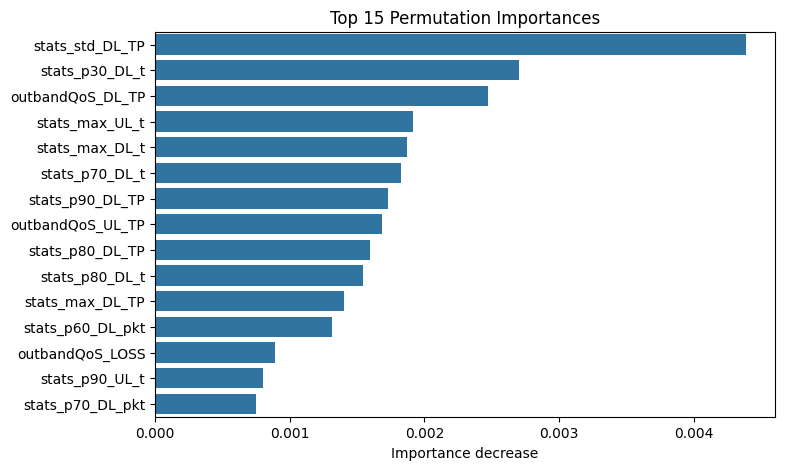 Top 15 Permutation Importances
stats_std_DL_TP
stats_p30_DL_t
outbandQoS_DL_TP
stats_max_UL_t
stats_max_DL_t
stats_p70_DL_t
stats_p90_DL_TP
outbandQoS_UL_TP
stats_p80_DL_TP
stats_p80_DL_t
stats_max_DL_TP
stats_p60_DL_pkt
outbandQoS_LOSS
stats_p90_UL_t
stats_p70_DL_pkt
0.000 0.001 0.002 0.003 0.004
Importance decrease